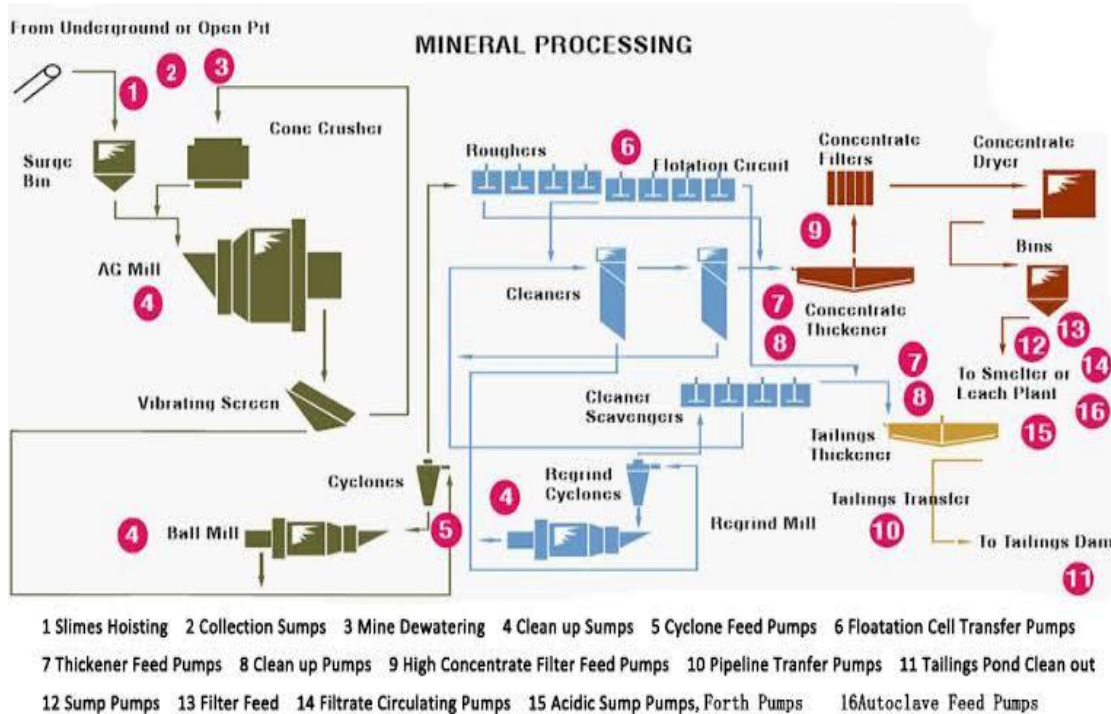 From Underground or Open Pit
MINERAL PROCESSING
1
2
3
Cone Crusher
Surge
Bin
AG Mill
4
Vibrating Screen
Cyclones
5
4
Ball Mill
Roughers
6
Flotation Circuit
Cleaners
Cleaner
Scavengers
4
Regrind
Cyclones
Regrind Mill
Concentrate
Filters
Concentrate
Dryer
9
Bins
7
8
Concentrate
Thickener
12
13
14
To Smelter or
Leach Plant
15
16
7
8
Tailings
Thickener
Tailings Transfer
10
To Tailings Dam
11
1 Slimes Hoisting 2 Collection Sumps 3 Mine Dewatering 4 Clean up Sumps 5 Cyclone Feed Pumps 6 Floatation Cell Transfer Pumps
7 Thickener Feed Pumps 8 Clean up Pumps 9 High Concentrate Filter Feed Pumps 10 Pipeline Tranfer Pumps 11 Tailings Pond Clean out
12 Sump Pumps 13 Filter Feed 14 Filtrate Circulating Pumps 15 Acidic Sump Pumps, Forth Pumps 16Autoclave Feed Pumps